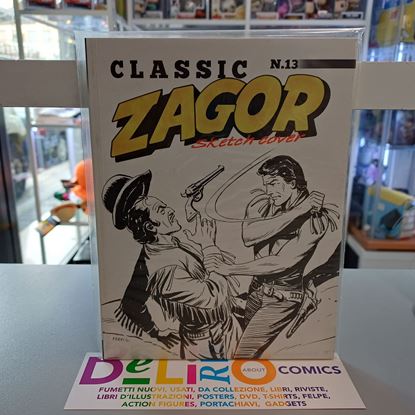 CLASSIC N.13
ZAGOR
Sketch cover
DELIRI ABOUT COMICS
FUMETTI NUOVI, USATI, DA COLLEZIONE, LIBRI, RIVISTE,
LIBRI D'ILLUSTRAZIONI, POSTERS, DVD, T-SHIRTS, FELPE,
ACTION FIGURES, PORTACHIAVI, GADGETS